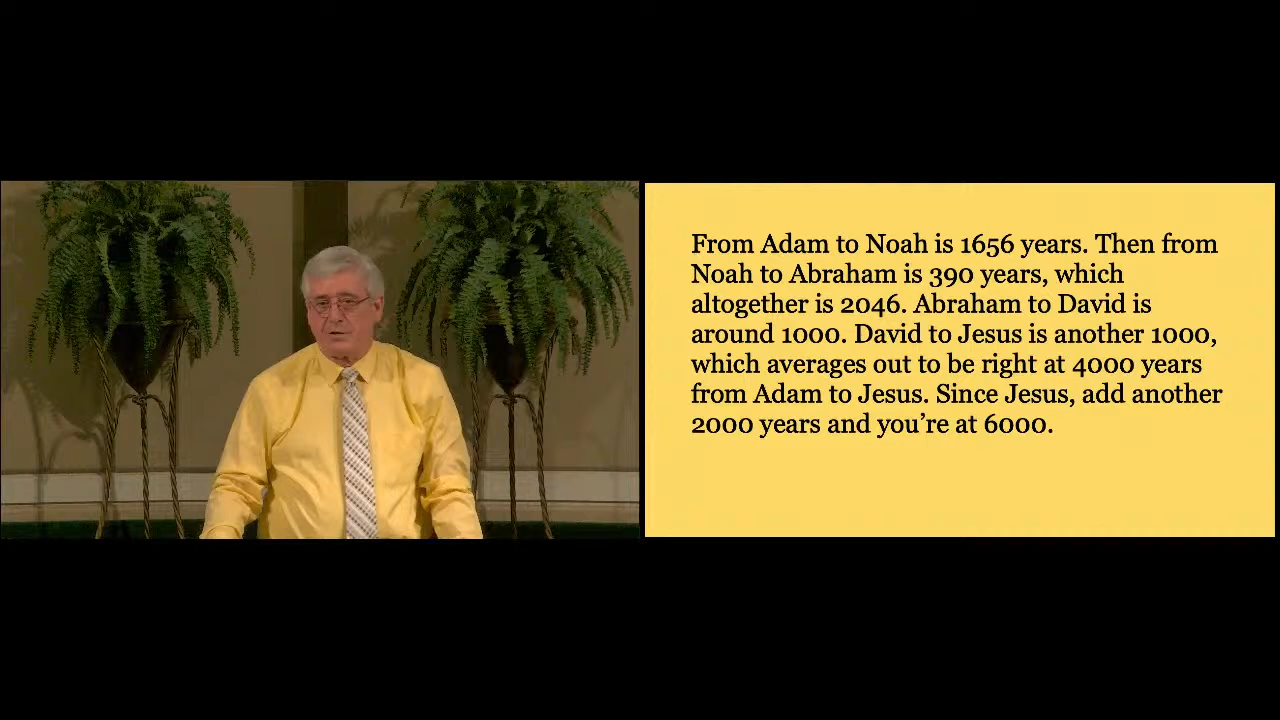 From Adam to Noah is 1656 years. Then from
Noah to Abraham is 390 years, which
altogether is 2046. Abraham to David is
around 1000. David to Jesus is another 1000,
which averages out to be right at 4000 years
from Adam to Jesus. Since Jesus, add another
2000 years and you’re at 6000.